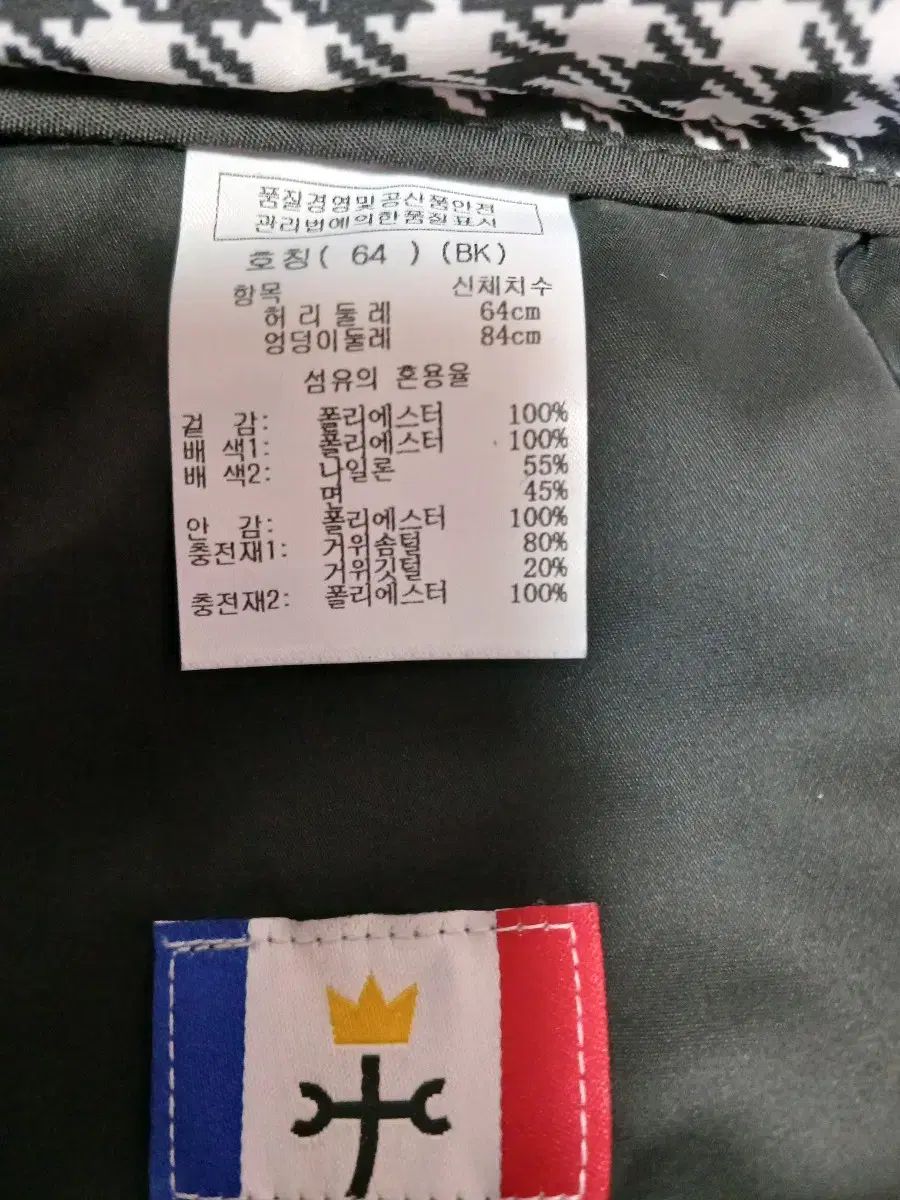 품질경영및공산품안전
관리법에의한품질표시
호칭( 64 ) (BK)
항목 신체치수
허리둘레 64cm
엉덩이둘레 84cm
섬유의 혼용율
겉 감: 폴리에스터 100%
배 색1: 폴리에스터 100%
배 색2: 나일론 55%
면 45%
안 감: 폴리에스터 100%
충전재1: 거위솜털 80%
거위깃털 20%
충전재2: 폴리에스터 100%